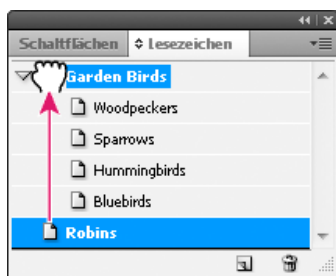 Schaltflächen Lesezeichen
Garden Birds
Woodpeckers
Sparrows
Hummingbirds
Bluebirds
Robins